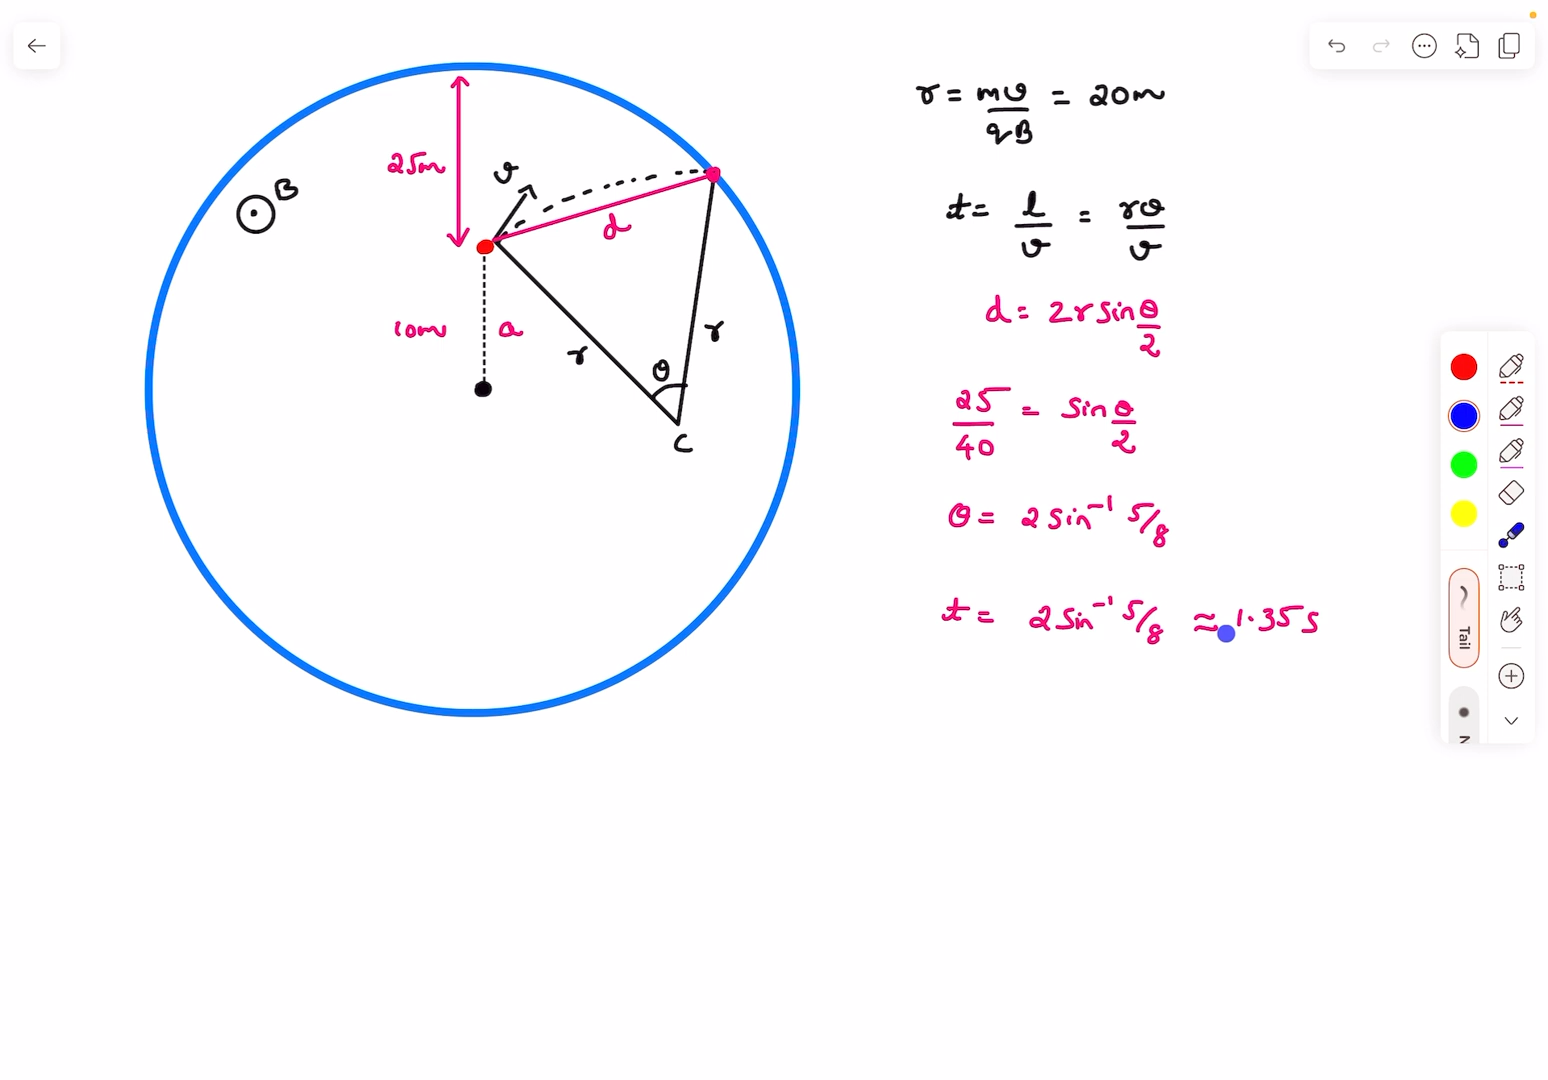 25m
B
v
d
10m
a
r
θ
r
C
r = mv/qB = 20m
t = l/v = rθ/v
d = 2r sin θ/2
25/40 = sin θ/2
θ = 2 sin⁻¹ 5/8
t = 2 sin⁻¹ 5/8 ≈ 1.35 s
Tail